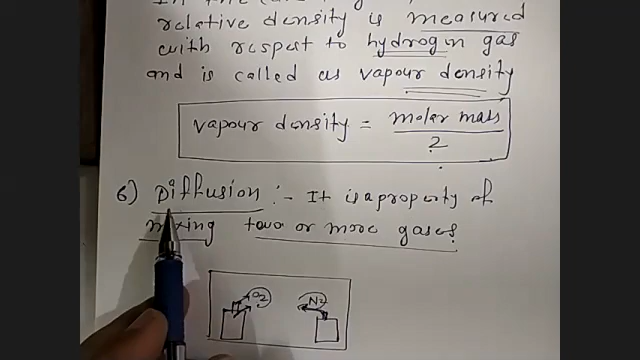 relative density is measured
with respect to hydrogen gas
and is called as vapour density
vapour density = molar mass / 2
6) Diffusion :- It is a property of
mixing two or more gases.
O2 N2